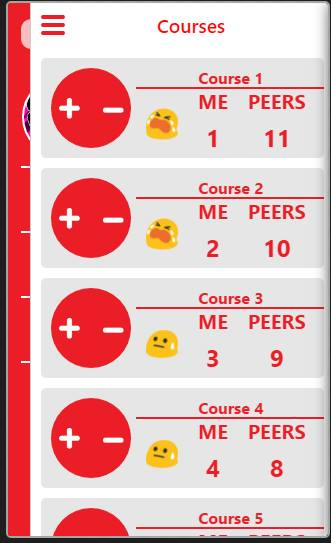 Courses
Course 1
ME PEERS
1 11
Course 2
ME PEERS
2 10
Course 3
ME PEERS
3 9
Course 4
ME PEERS
4 8
Course 5
ME PEERS